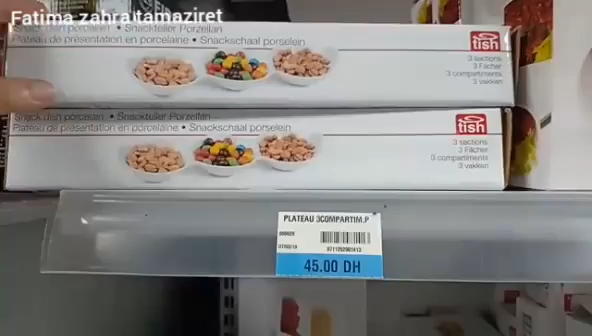 Fatima zahra tamaziret
Snack dish porcelain • Snackteller Porzellan
Plateau de présentation en porcelaine • Snackschaal porselein
tish
3 sections
3 Fächer
3 compartiments
3 vakken
Snack dish porcelain • Snackteller Porzellan
Plateau de présentation en porcelaine • Snackschaal porselein
tish
3 sections
3 Fächer
3 compartiments
3 vakken
PLATEAU 3COMPARTIM.P
45.00 DH